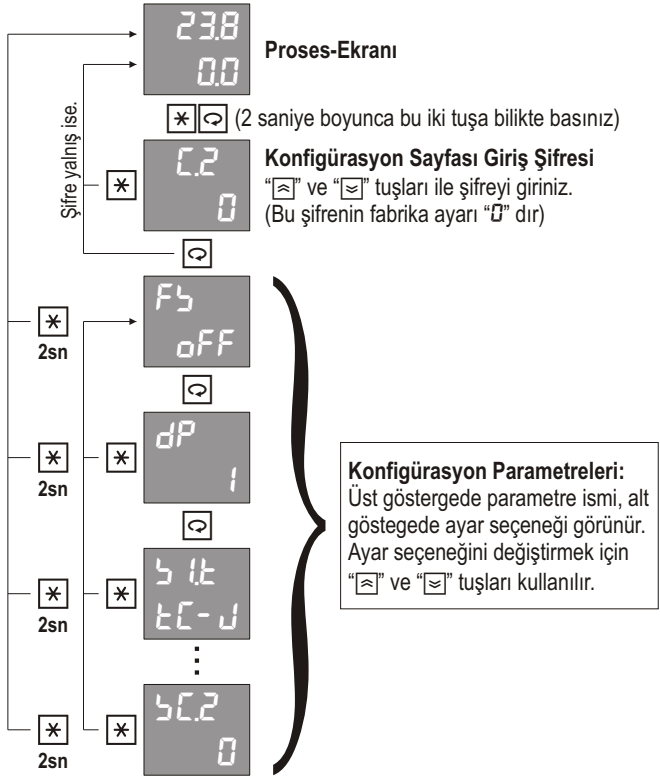 23.8
0.0
Proses-Ekranı
(2 saniye boyunca bu iki tuşa bilikte basınız)
Şifre yalnış ise.
C.2
0
Konfigürasyon Sayfası Giriş Şifresi
“” ve “” tuşları ile şifreyi giriniz.
(Bu şifrenin fabrika ayarı “0” dır)
FS
oFF
2sn
dP
1
2sn
S1.t
tC-J
2sn
SC.2
0
2sn
Konfigürasyon Parametreleri:
Üst göstergede parametre ismi, alt
göstegede ayar seçeneği görünür.
Ayar seçeneğini değiştirmek için
“” ve “” tuşları kullanılır.